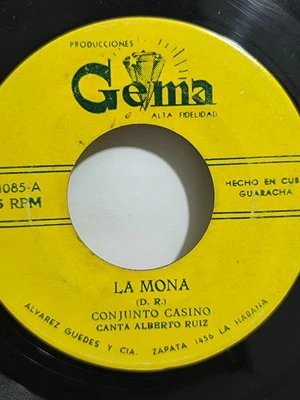 PRODUCCIONES
Gema
ALTA FIDELIDAD
1085-A
RPM
HECHO EN CUB
GUARACHA
LA MONA
(D. R.)
CONJUNTO CASINO
CANTA ALBERTO RUIZ
ALVAREZ GUEDES Y CIA. ZAPATA 1456 LA HABANA